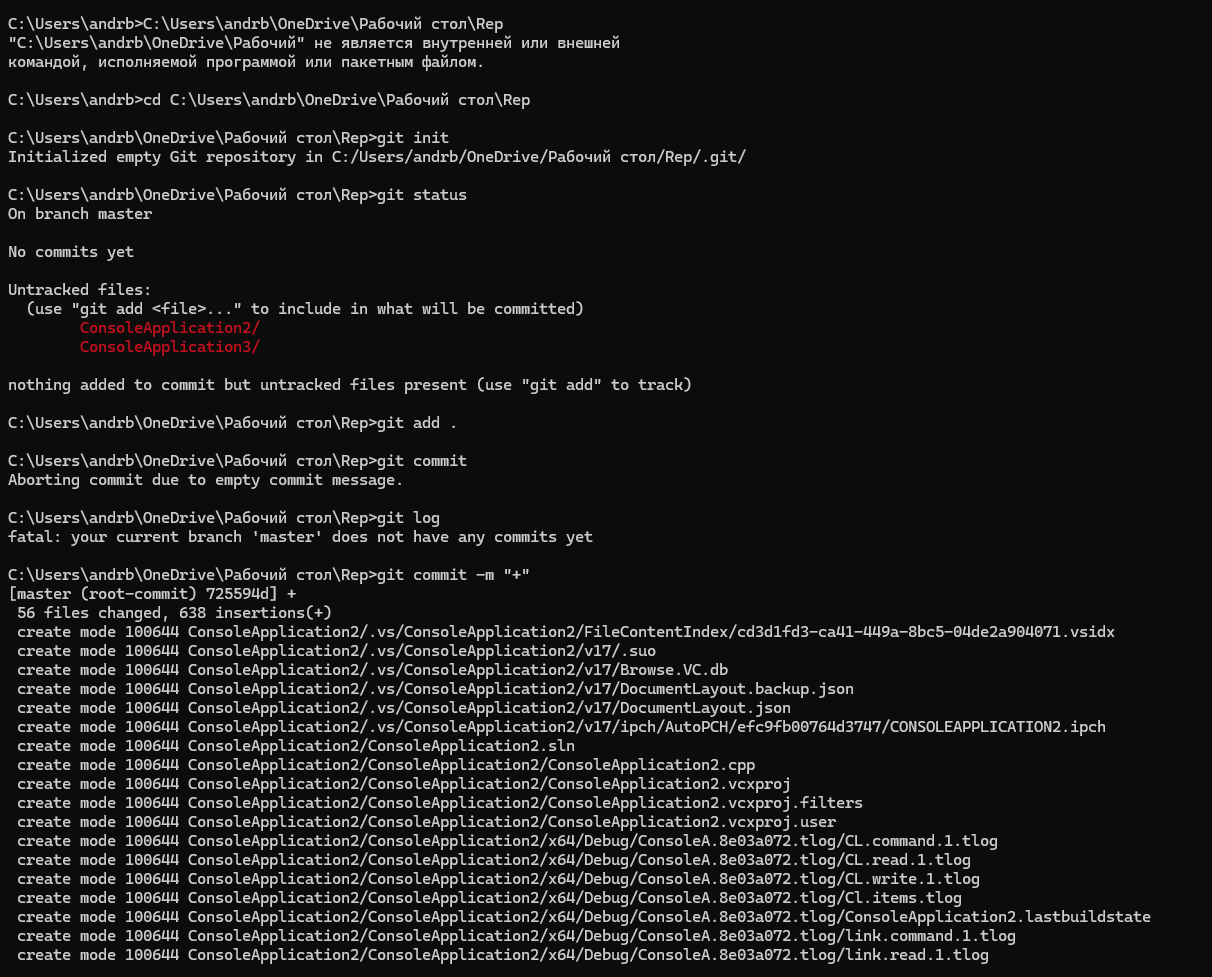 C:\Users\andrb>C:\Users\andrb\OneDrive\Рабочий стол\Rep
"C:\Users\andrb\OneDrive\Рабочий" не является внутренней или внешней
командой, исполняемой программой или пакетным файлом.
C:\Users\andrb>cd C:\Users\andrb\OneDrive\Рабочий стол\Rep
C:\Users\andrb\OneDrive\Рабочий стол\Rep>git init
Initialized empty Git repository in C:/Users/andrb/OneDrive/Рабочий стол/Rep/.git/
C:\Users\andrb\OneDrive\Рабочий стол\Rep>git status
On branch master
No commits yet
Untracked files:
  (use "git add <file>..." to include in what will be committed)
        ConsoleApplication2/
        ConsoleApplication3/
nothing added to commit but untracked files present (use "git add" to track)
C:\Users\andrb\OneDrive\Рабочий стол\Rep>git add .
C:\Users\andrb\OneDrive\Рабочий стол\Rep>git commit
Aborting commit due to empty commit message.
C:\Users\andrb\OneDrive\Рабочий стол\Rep>git log
fatal: your current branch 'master' does not have any commits yet
C:\Users\andrb\OneDrive\Рабочий стол\Rep>git commit -m "+"
[master (root-commit) 725594d] +
 56 files changed, 638 insertions(+)
 create mode 100644 ConsoleApplication2/.vs/ConsoleApplication2/FileContentIndex/cd3d1fd3-ca41-449a-8bc5-04de2a904071.vsidx
 create mode 100644 ConsoleApplication2/.vs/ConsoleApplication2/v17/.suo
 create mode 100644 ConsoleApplication2/.vs/ConsoleApplication2/v17/Browse.VC.db
 create mode 100644 ConsoleApplication2/.vs/ConsoleApplication2/v17/DocumentLayout.backup.json
 create mode 100644 ConsoleApplication2/.vs/ConsoleApplication2/v17/DocumentLayout.json
 create mode 100644 ConsoleApplication2/.vs/ConsoleApplication2/v17/ipch/AutoPCH/efc9fb00764d3747/CONSOLEAPPLICATION2.ipch
 create mode 100644 ConsoleApplication2/ConsoleApplication2.sln
 create mode 100644 ConsoleApplication2/ConsoleApplication2/ConsoleApplication2.cpp
 create mode 100644 ConsoleApplication2/ConsoleApplication2/ConsoleApplication2.vcxproj
 create mode 100644 ConsoleApplication2/ConsoleApplication2/ConsoleApplication2.vcxproj.filters
 create mode 100644 ConsoleApplication2/ConsoleApplication2/ConsoleApplication2.vcxproj.user
 create mode 100644 ConsoleApplication2/ConsoleApplication2/x64/Debug/ConsoleA.8e03a072.tlog/CL.command.1.tlog
 create mode 100644 ConsoleApplication2/ConsoleApplication2/x64/Debug/ConsoleA.8e03a072.tlog/CL.read.1.tlog
 create mode 100644 ConsoleApplication2/ConsoleApplication2/x64/Debug/ConsoleA.8e03a072.tlog/CL.write.1.tlog
 create mode 100644 ConsoleApplication2/ConsoleApplication2/x64/Debug/ConsoleA.8e03a072.tlog/Cl.items.tlog
 create mode 100644 ConsoleApplication2/ConsoleApplication2/x64/Debug/ConsoleA.8e03a072.tlog/ConsoleApplication2.lastbuildstate
 create mode 100644 ConsoleApplication2/ConsoleApplication2/x64/Debug/ConsoleA.8e03a072.tlog/link.command.1.tlog
 create mode 100644 ConsoleApplication2/ConsoleApplication2/x64/Debug/ConsoleA.8e03a072.tlog/link.read.1.tlog